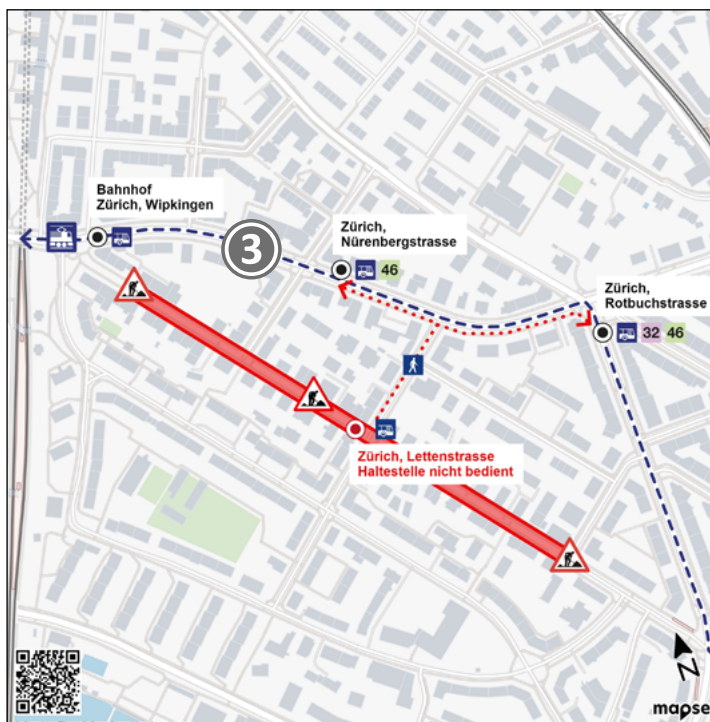 Bahnhof
Zürich, Wipkingen
3
Zürich,
Nürenbergstrasse
46
Zürich,
Rotbuchstrasse
32 46
Zürich, Lettenstrasse
Haltestelle nicht bedient
N
mapse